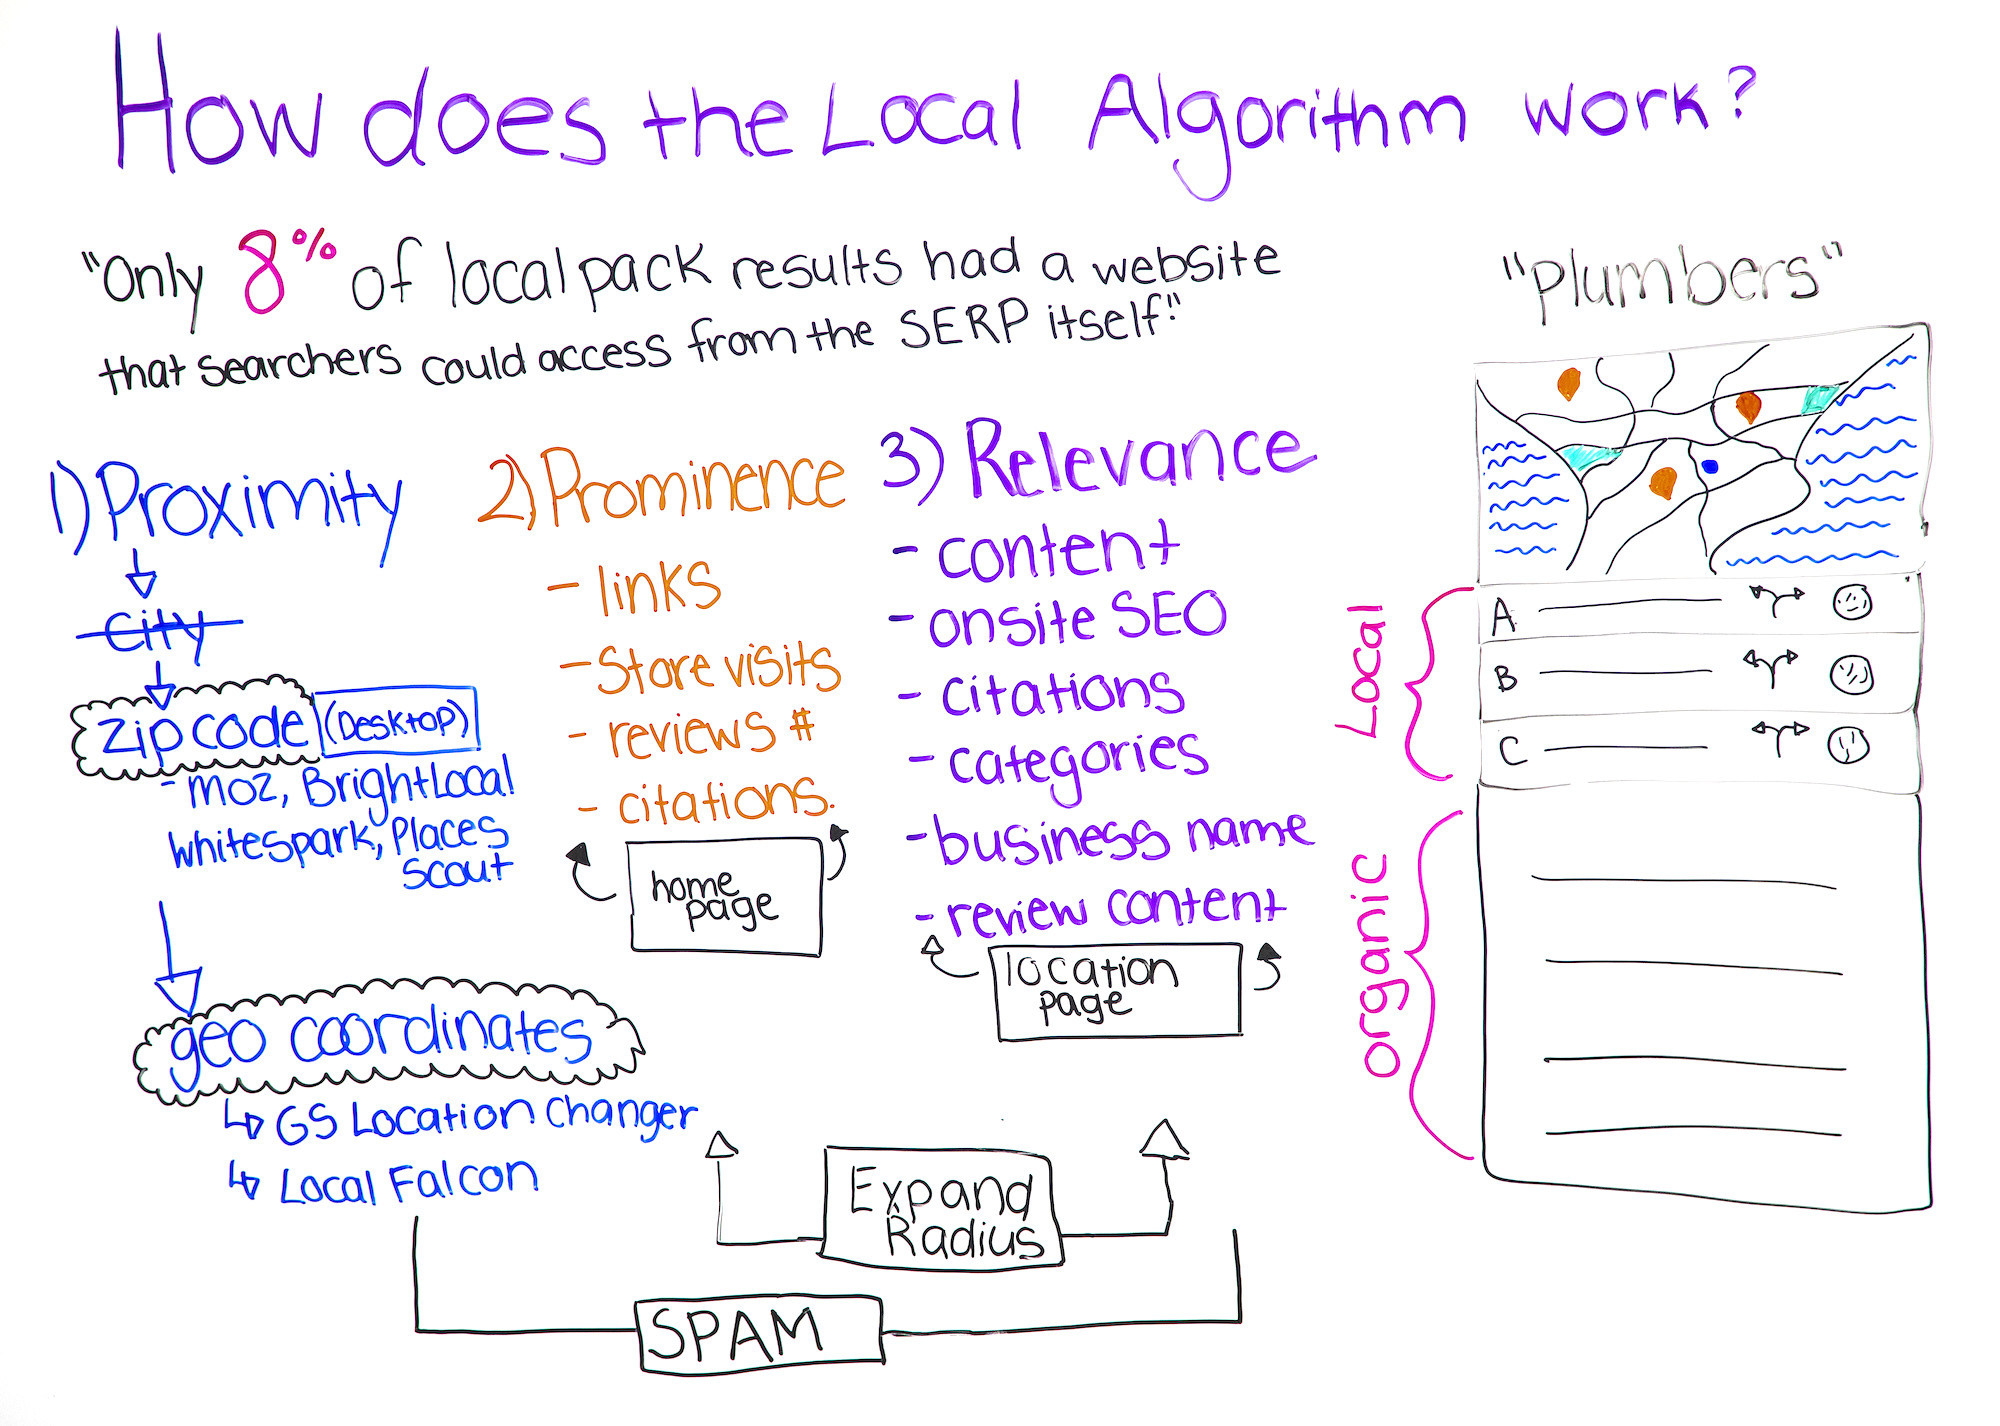 How does the Local Algorithm work?
"Only 8% of local pack results had a website
that searchers could access from the SERP itself."
1) Proximity
City
zip code (Desktop)
- moz, BrightLocal
Whitespark, Places
Scout
geo coordinates
GS Location Changer
Local Falcon
2) Prominence
- links
- Store visits
- reviews #
- citations.
home
page
3) Relevance
- content
- onsite SEO
- citations
- categories
- business name
- review content
location
page
Expand
Radius
SPAM
"Plumbers"
Local
A
B
C
organic